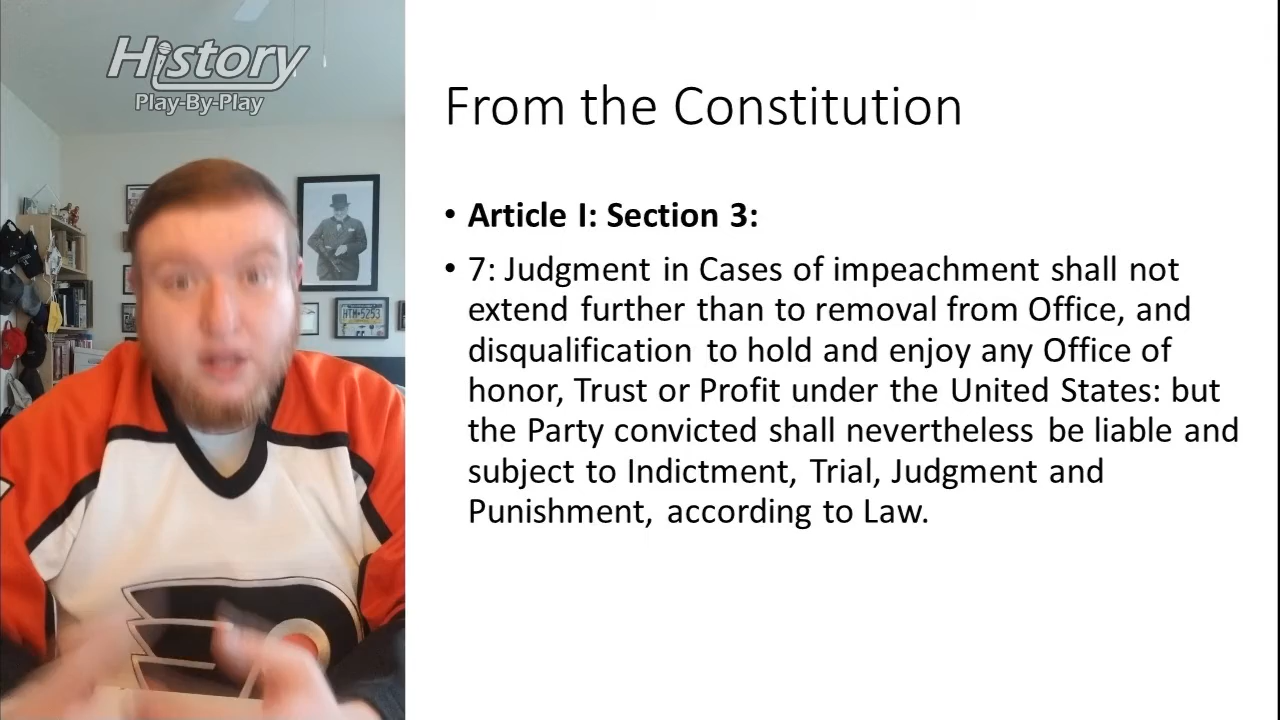 History
Play-By-Play
From the Constitution
• Article I: Section 3:
• 7: Judgment in Cases of impeachment shall not
extend further than to removal from Office, and
disqualification to hold and enjoy any Office of
honor, Trust or Profit under the United States: but
the Party convicted shall nevertheless be liable and
subject to Indictment, Trial, Judgment and
Punishment, according to Law.